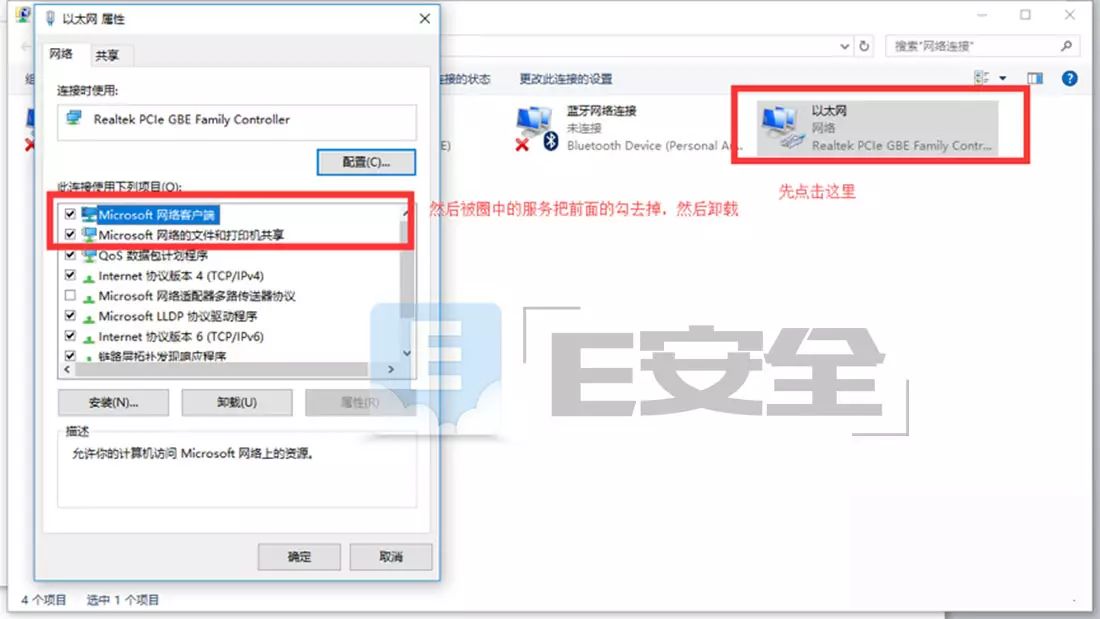 以太网 属性
网络
共享
连接时使用:
Realtek PCIe GBE Family Controller
配置(C)...
此连接使用下列项目(O):
Microsoft 网络客户端
Microsoft 网络的文件和打印机共享
QoS 数据包计划程序
Internet 协议版本 4 (TCP/IPv4)
Microsoft 网络适配器多路传送器协议
Microsoft LLDP 协议驱动程序
Internet 协议版本 6 (TCP/IPv6)
链路层拓扑发现响应程序
安装(N)...
卸载(U)
属性(R)
描述
允许你的计算机访问 Microsoft 网络上的资源。
确定
取消
搜索"网络连接"
接的状态
更改此连接的设置
E)
蓝牙网络连接
未连接
Bluetooth Device (Personal Ar...
以太网
网络
Realtek PCIe GBE Family Contr...
先点击这里
然后被圈中的服务把前面的勾去掉，然后卸载
E安全
4 个项目
选中 1 个项目